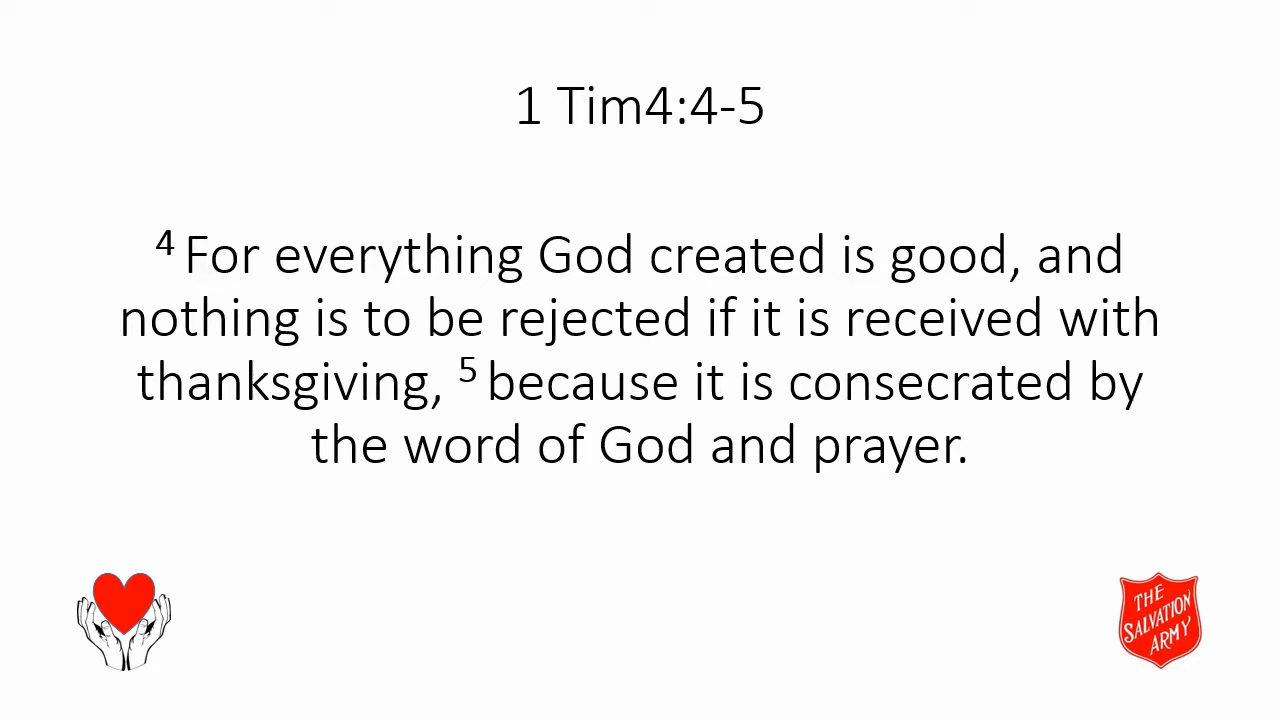 1 Tim4:4-5
⁴ For everything God created is good, and
nothing is to be rejected if it is received with
thanksgiving, ⁵ because it is consecrated by
the word of God and prayer.
THE
SALVATION
ARMY